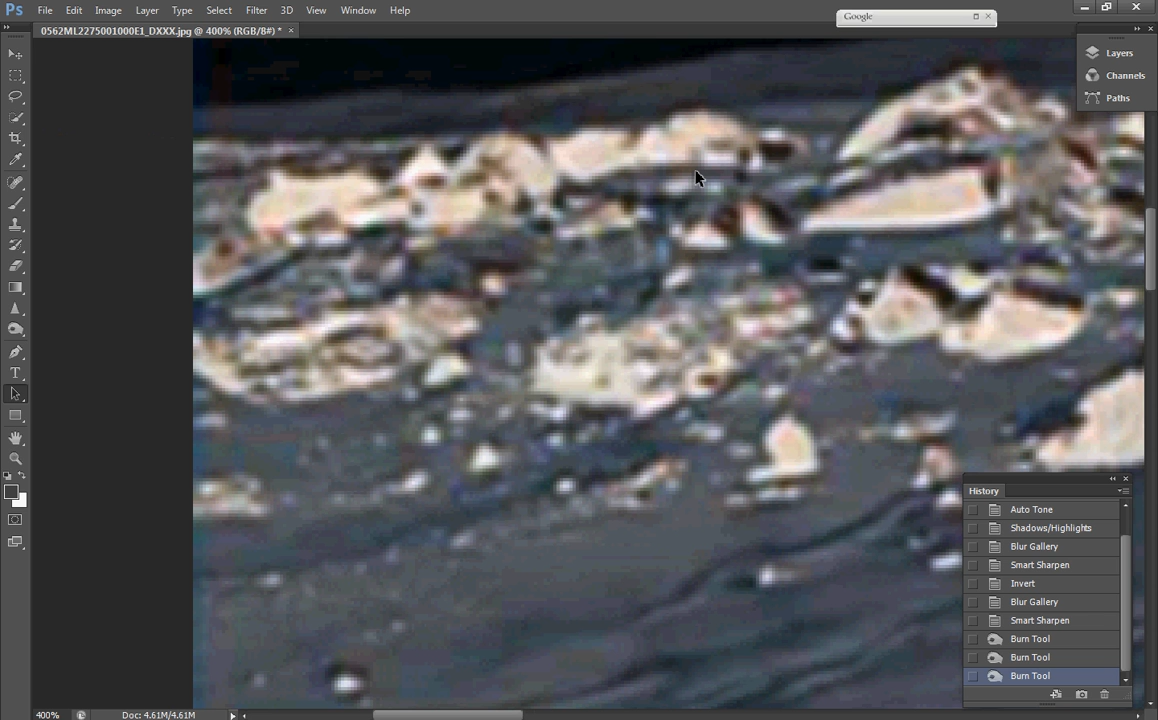 Ps File Edit Image Layer Type Select Filter 3D View Window Help
Google
0562ML2275001000E1_DXXX.jpg @ 400% (RGB/8#) *
Layers
Channels
Paths
History
Auto Tone
Shadows/Highlights
Blur Gallery
Smart Sharpen
Invert
Blur Gallery
Smart Sharpen
Burn Tool
Burn Tool
Burn Tool
400% Doc: 4.61M/4.61M